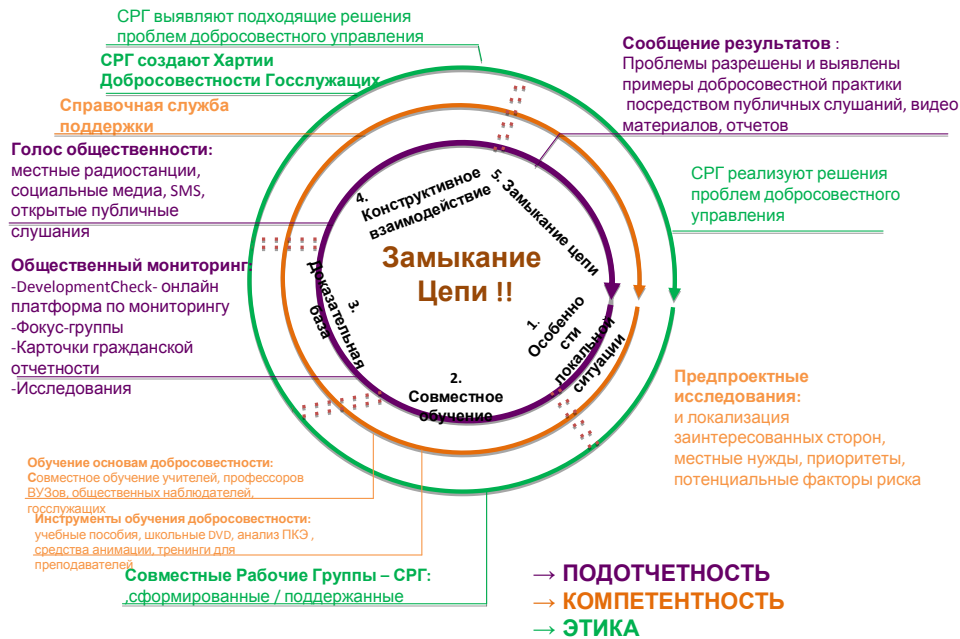 СРГ выявляют подходящие решения
проблем добросовестного управления
СРГ создают Хартии
Добросовестности Госслужащих
Справочная служба
поддержки
Голос общественности:
местные радиостанции,
социальные медиа, SMS,
открытые публичные
слушания
Общественный мониторинг:
-DevelopmentCheck- онлайн
платформа по мониторингу
-Фокус-группы
-Карточки гражданской
отчетности
-Исследования
Обучение основам добросовестности:
Совместное обучение учителей, профессоров
ВУЗов, общественных наблюдателей,
госслужащих
Инструменты обучения добросовестности:
учебные пособия, школьные DVD, анализ ПКЭ ,
средства анимации, тренинги для
преподавателей
Совместные Рабочие Группы – СРГ:
,сформированные / поддержанные
Замыкание
Цепи !!
1.
Особенно
сти
локальной
ситуации
2.
Совместное
обучение
3.
Доказательная
база
4.
Конструктивное
взаимодействие
5. Замыкание цепи
Сообщение результатов :
Проблемы разрешены и выявлены
примеры добросовестной практики
посредством публичных слушаний, видео
материалов, отчетов
СРГ реализуют решения
проблем добросовестного
управления
Предпроектные
исследования:
и локализация
заинтересованных сторон,
местные нужды, приоритеты,
потенциальные факторы риска
→ ПОДОТЧЕТНОСТЬ
→ КОМПЕТЕНТНОСТЬ
→ ЭТИКА